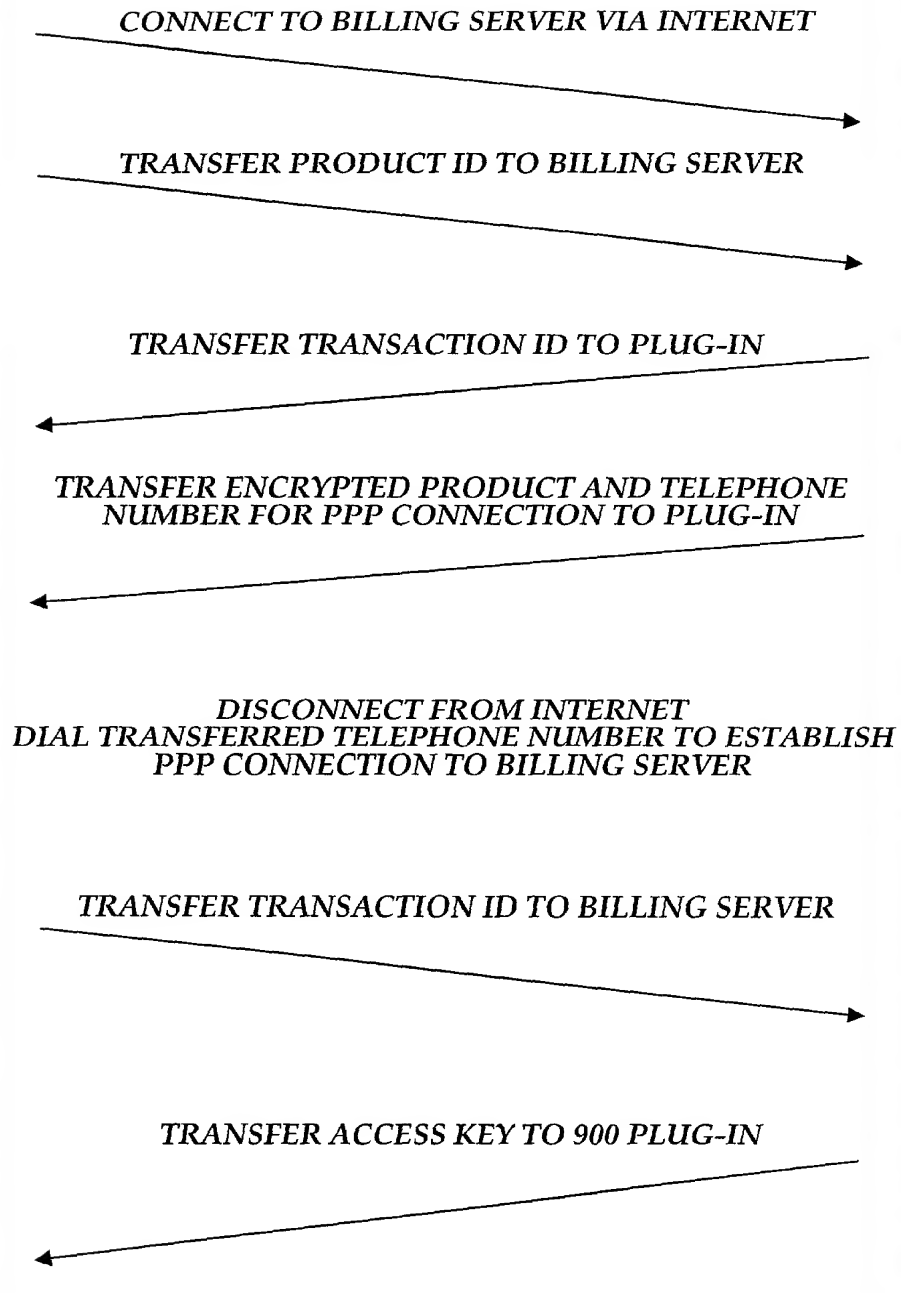 CONNECT TO BILLING SERVER VIA INTERNET
TRANSFER PRODUCT ID TO BILLING SERVER
TRANSFER TRANSACTION ID TO PLUG-IN
TRANSFER ENCRYPTED PRODUCT AND TELEPHONE
NUMBER FOR PPP CONNECTION TO PLUG-IN
DISCONNECT FROM INTERNET
DIAL TRANSFERRED TELEPHONE NUMBER TO ESTABLISH
PPP CONNECTION TO BILLING SERVER
TRANSFER TRANSACTION ID TO BILLING SERVER
TRANSFER ACCESS KEY TO 900 PLUG-IN